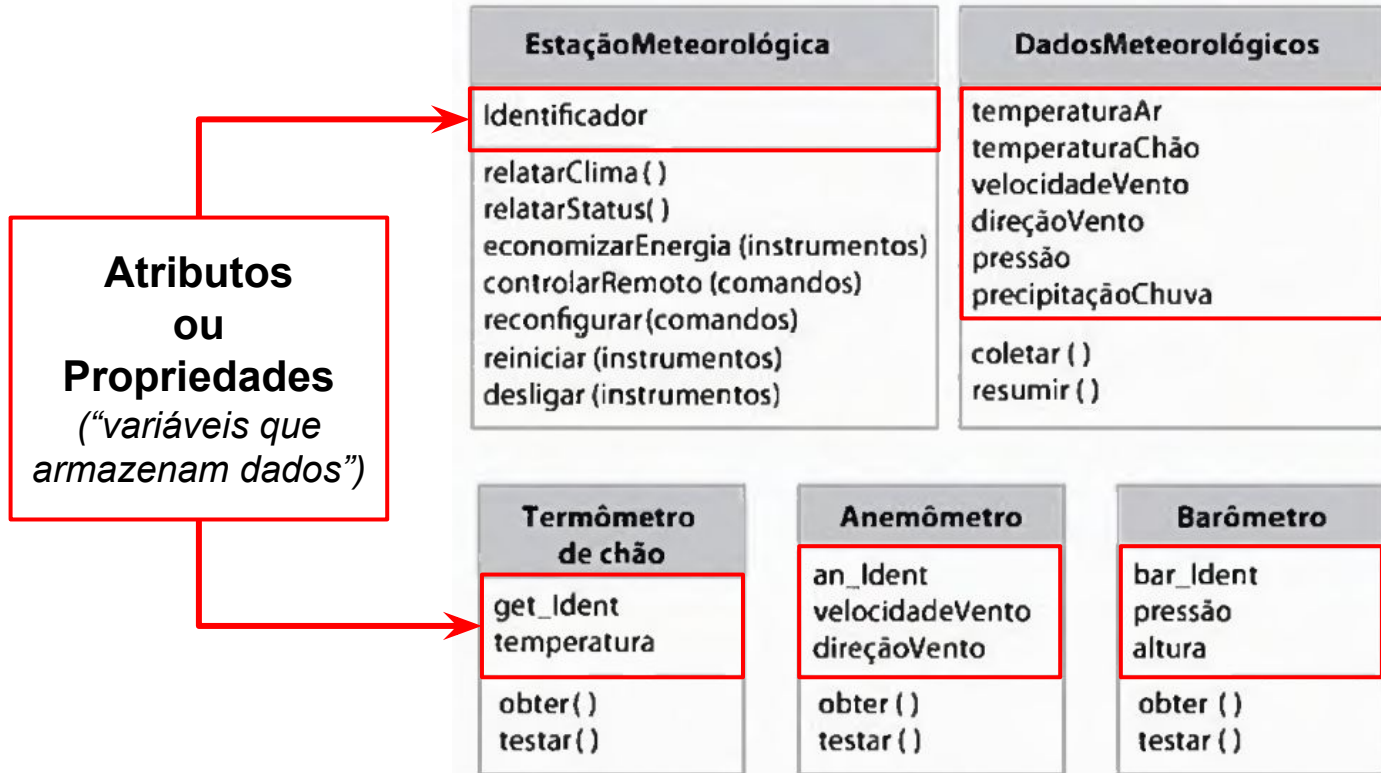 Atributos
ou
Propriedades
(“variáveis que
armazenam dados”)
EstaçãoMeteorológica
Identificador
relatarClima ( )
relatarStatus( )
economizarEnergia (instrumentos)
controlarRemoto (comandos)
reconfigurar (comandos)
reiniciar (instrumentos)
desligar (instrumentos)
DadosMeteorológicos
temperaturaAr
temperaturaChão
velocidadeVento
direçãoVento
pressão
precipitaçãoChuva
coletar ( )
resumir ( )
Termômetro
de chão
get_Ident
temperatura
obter ( )
testar ( )
Anemômetro
an_Ident
velocidadeVento
direçãoVento
obter ( )
testar ( )
Barômetro
bar_Ident
pressão
altura
obter ( )
testar ( )